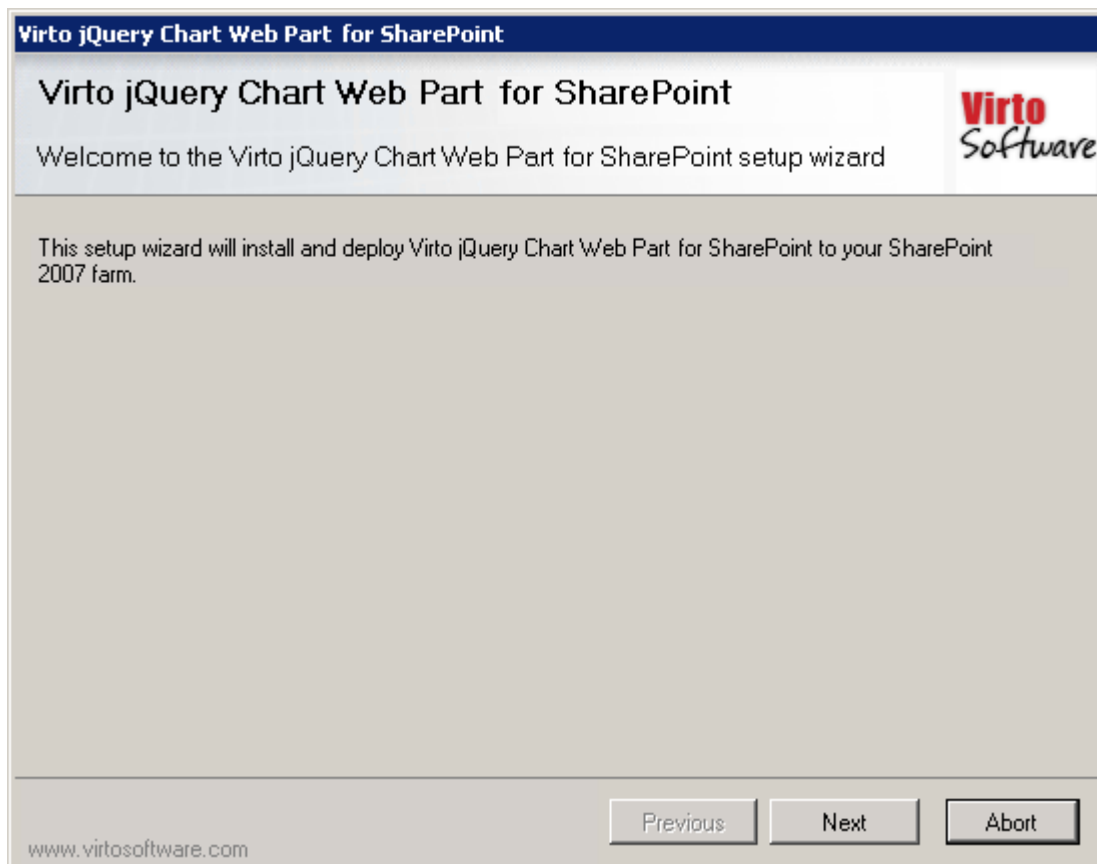 Virto jQuery Chart Web Part for SharePoint
Virto jQuery Chart Web Part for SharePoint
Welcome to the Virto jQuery Chart Web Part for SharePoint setup wizard
Virto
Software
This setup wizard will install and deploy Virto jQuery Chart Web Part for SharePoint to your SharePoint
2007 farm.
Previous
Next
Abort
www.virtosoftware.com